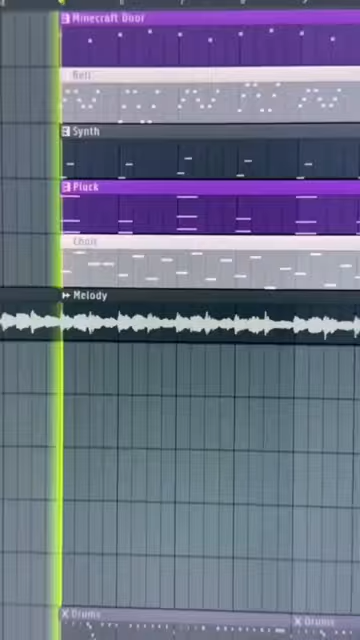 Minecraft Door
Bell
Synth
Pluck
Choir
Melody
Drums
Drums